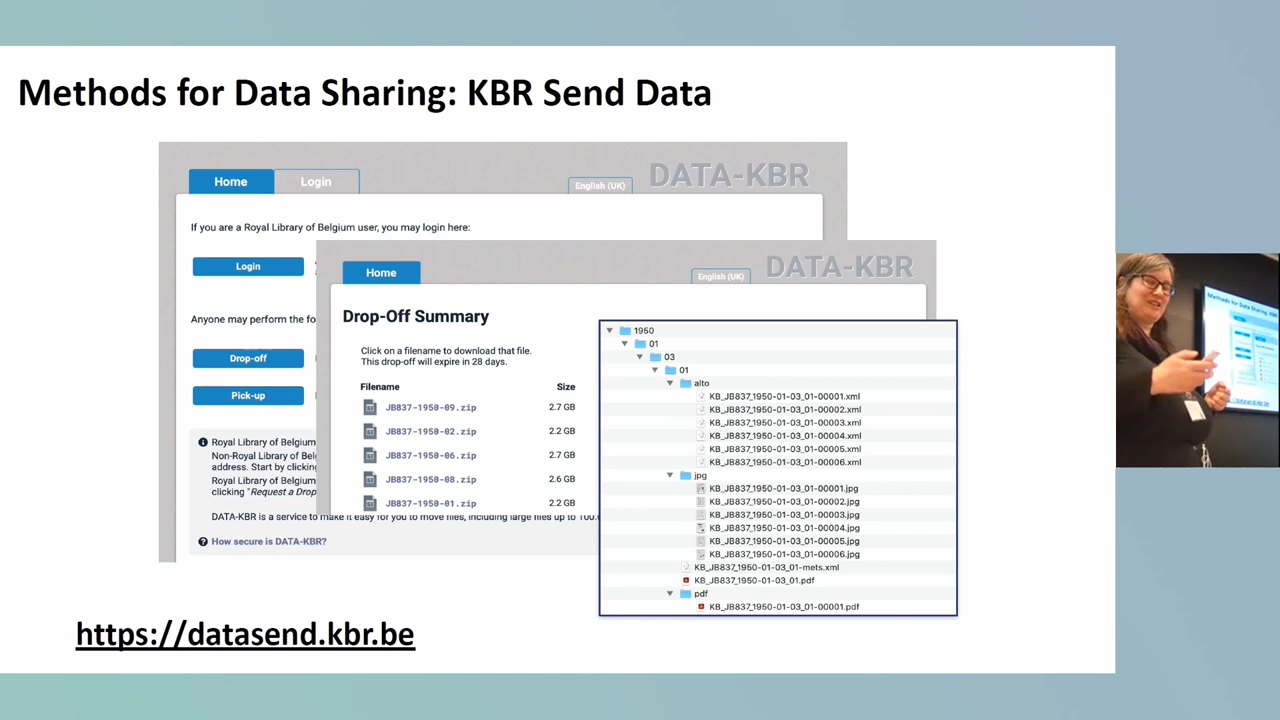 Methods for Data Sharing: KBR Send Data
Home
Login
English (UK)
DATA-KBR
If you are a Royal Library of Belgium user, you may login here:
Login
Anyone may perform the fo
Drop-off
Pick-up
Royal Library of Belgium
Non-Royal Library of Bel
address. Start by clicking
Royal Library of Belgium
clicking "Request a Drop
DATA-KBR is a service to make it easy for you to move files, including large files up to 100.
How secure is DATA-KBR?
Home
English (UK)
DATA-KBR
Drop-Off Summary
Click on a filename to download that file.
This drop-off will expire in 28 days.
Filename Size
JB837-1950-09.zip 2.7 GB
JB837-1950-02.zip 2.2 GB
JB837-1950-06.zip 2.7 GB
JB837-1950-08.zip 2.6 GB
JB837-1950-01.zip 2.2 GB
1950
01
03
01
alto
KB_JB837_1950-01-03_01-00001.xml
KB_JB837_1950-01-03_01-00002.xml
KB_JB837_1950-01-03_01-00003.xml
KB_JB837_1950-01-03_01-00004.xml
KB_JB837_1950-01-03_01-00005.xml
KB_JB837_1950-01-03_01-00006.xml
jpg
KB_JB837_1950-01-03_01-00001.jpg
KB_JB837_1950-01-03_01-00002.jpg
KB_JB837_1950-01-03_01-00003.jpg
KB_JB837_1950-01-03_01-00004.jpg
KB_JB837_1950-01-03_01-00005.jpg
KB_JB837_1950-01-03_01-00006.jpg
KB_JB837_1950-01-03_01-mets.xml
KB_JB837_1950-01-03_01.pdf
pdf
KB_JB837_1950-01-03_01-00001.pdf
https://datasend.kbr.be
Methods for Data Sharing: KBR